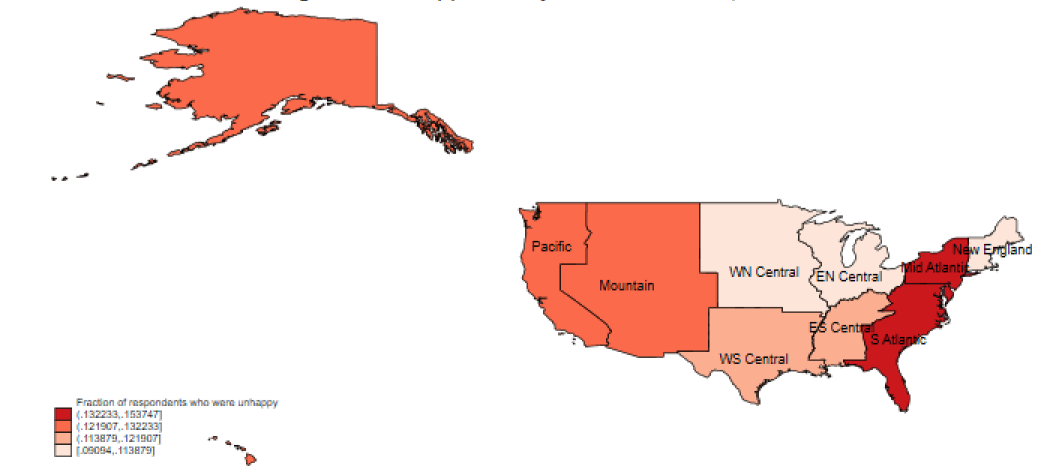 Pacific
Mountain
WN Central
EN Central
New England
Mid Atlantic
ES Central
S Atlantic
WS Central
Fraction of respondents who were unhappy
(.132233,.153747]
(.121907,.132233]
(.113879,.121907]
[.09094,.113879]